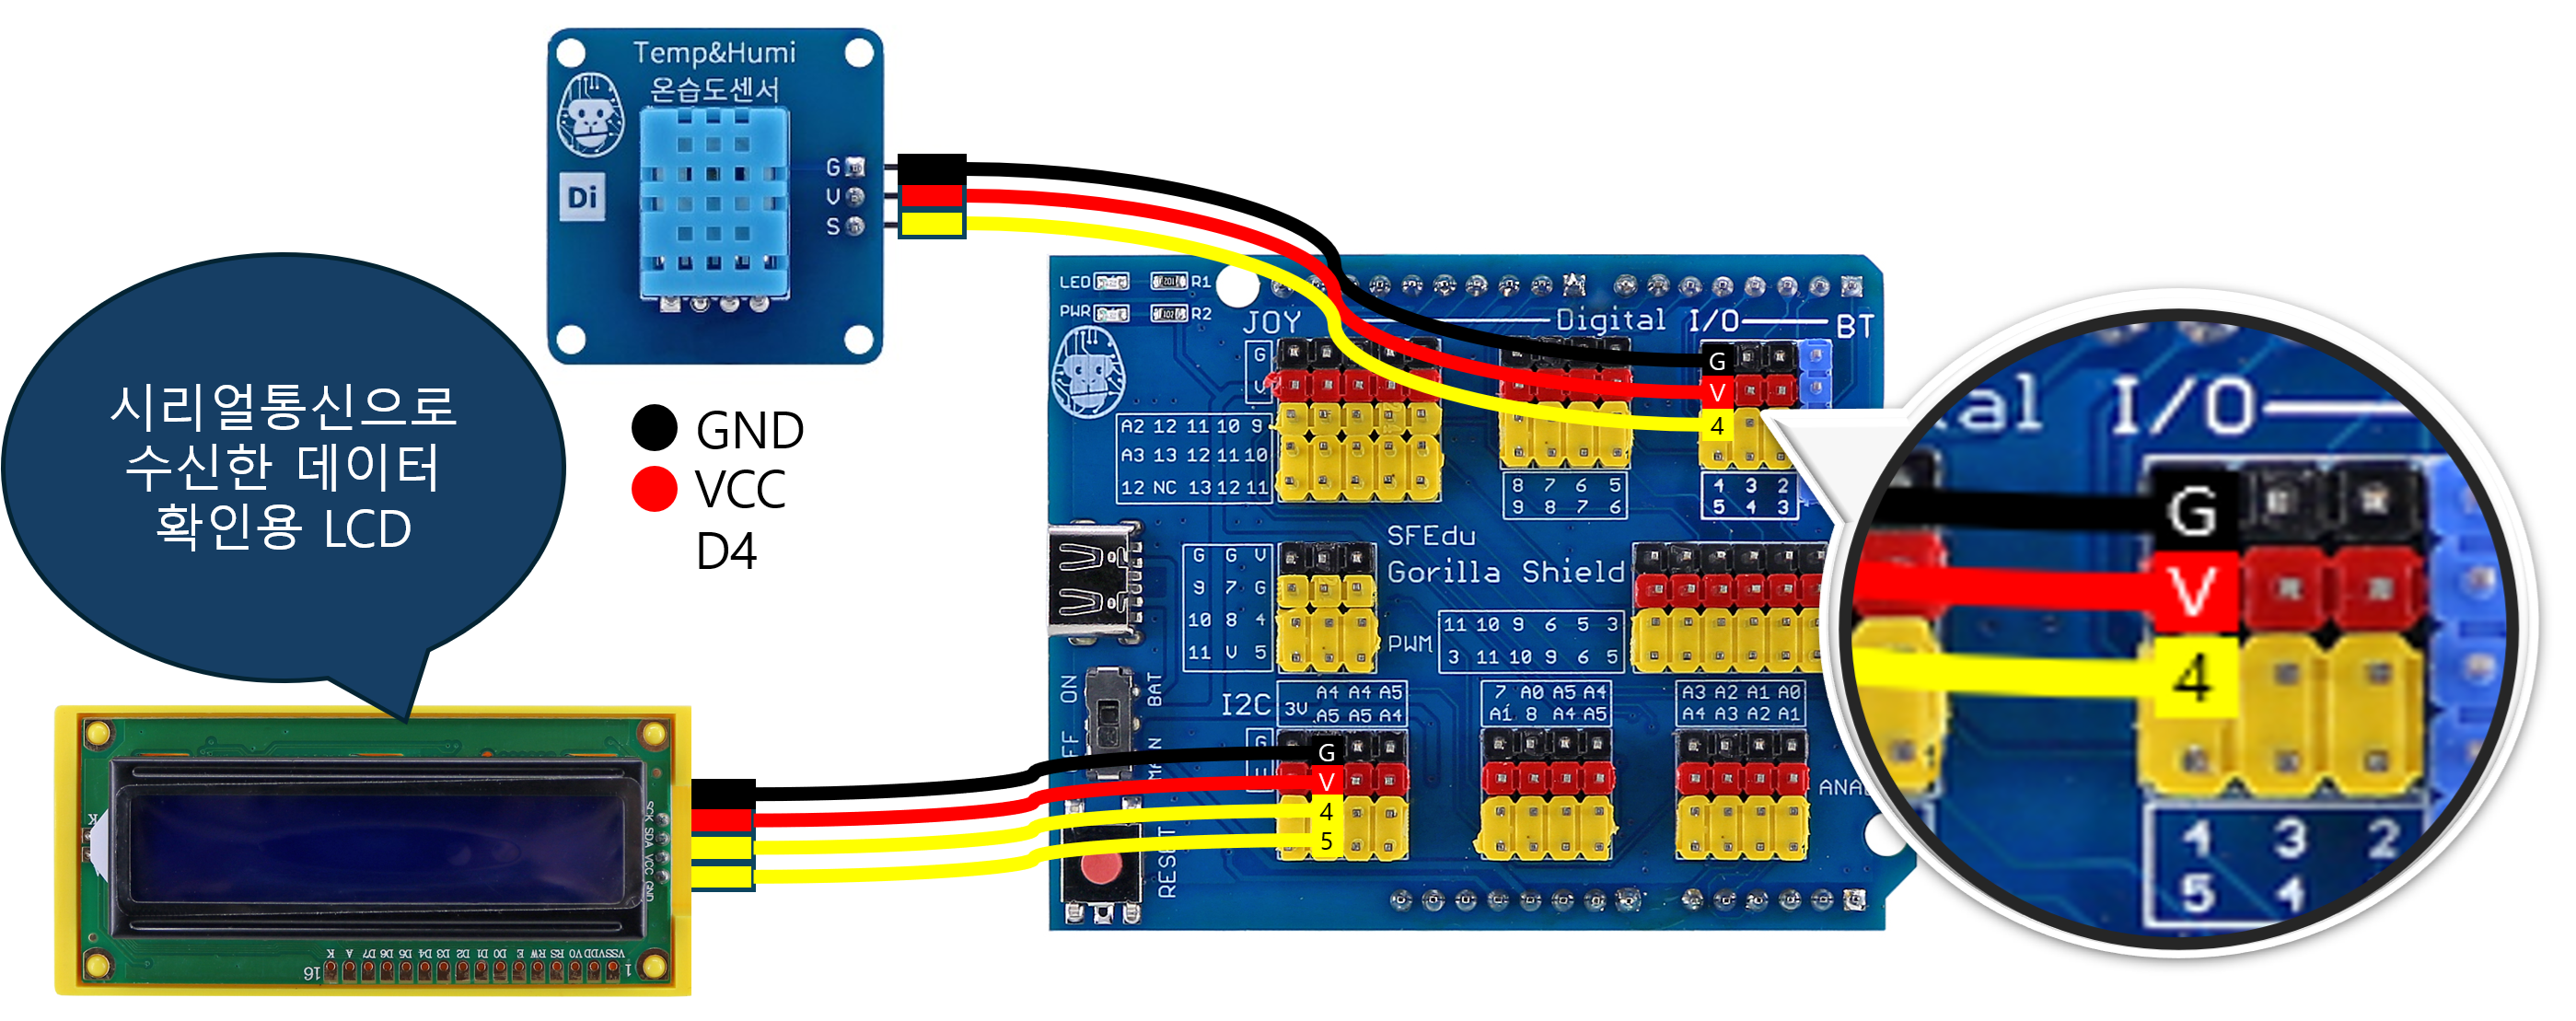 Temp&Humi
온습도센서
Di
G
V
S
시리얼통신으로
수신한 데이터
확인용 LCD
GND
VCC
D4
LED
R1
PWR
R2
JOY
Digital I/O
BT
G
V
G
V
4
A2 12 11 10 9
A3 13 12 11 10
12 NC 13 12 11
8 7 6 5
9 8 7 6
4 3 2
5 4 3
SFEdu
Gorilla Shield
G G V
9 7 G
10 8 4
11 V 5
PWM
11 10 9 6 5 3
3 11 10 9 6 5
ON
BAT
I2C
3V
A4 A4 A5
A5 A5 A4
7 A0 A5 A4
A1 8 A4 A5
A3 A2 A1 A0
A4 A3 A2 A1
G
G
V
4
5
RESET
SCK SDA VCC GND
K
K A D7 D6 D5 D4 D3 D2 D1 D0 E RW RS V0 VDD VSS
16
1
I/O
G
V
4
4 3 2
5 4